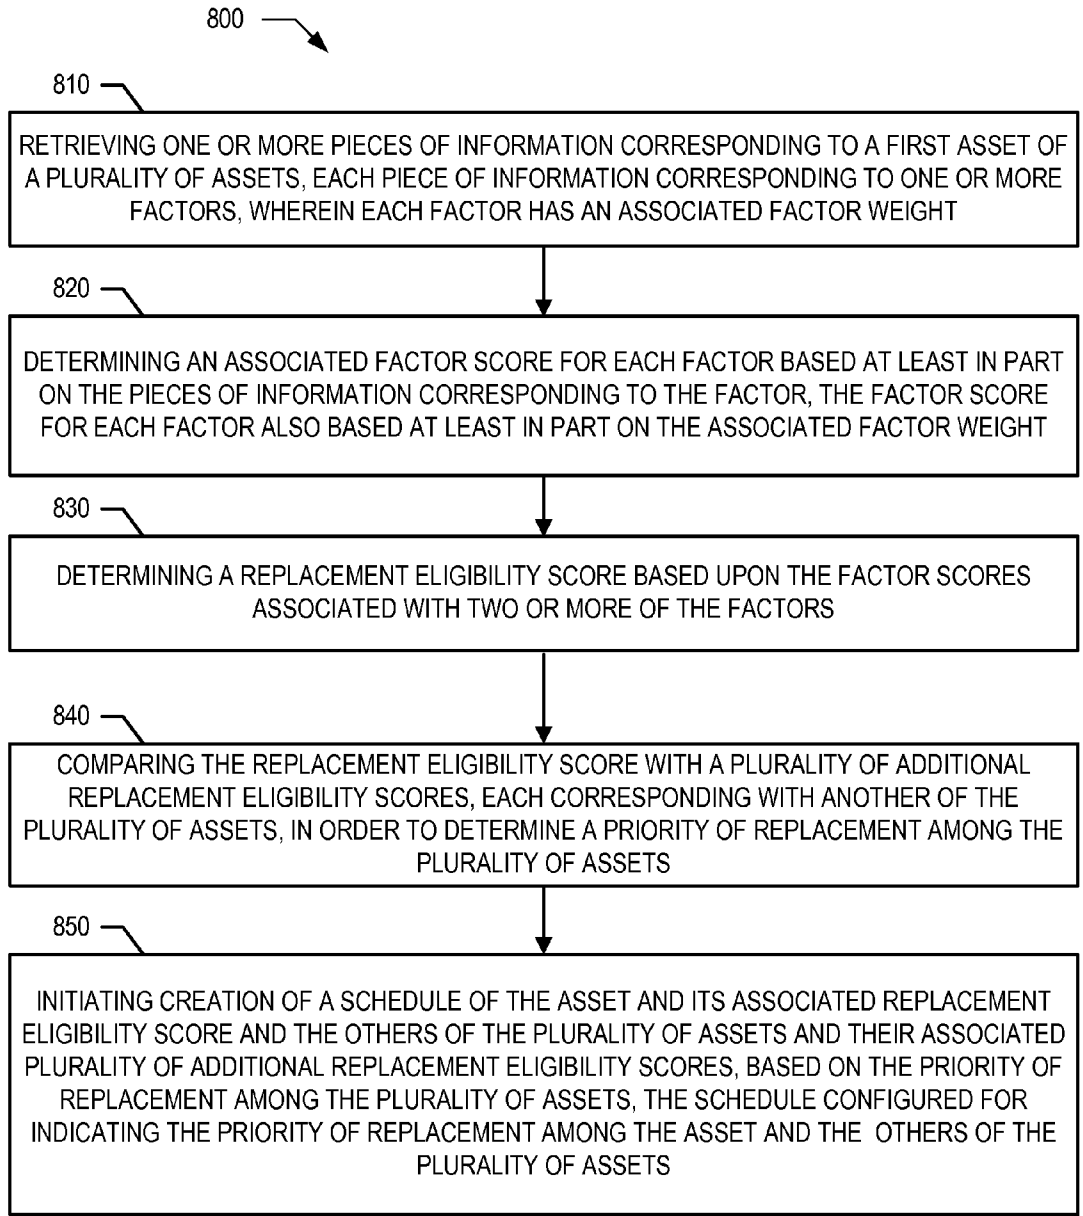 800
810
RETRIEVING ONE OR MORE PIECES OF INFORMATION CORRESPONDING TO A FIRST ASSET OF
A PLURALITY OF ASSETS, EACH PIECE OF INFORMATION CORRESPONDING TO ONE OR MORE
FACTORS, WHEREIN EACH FACTOR HAS AN ASSOCIATED FACTOR WEIGHT
820
DETERMINING AN ASSOCIATED FACTOR SCORE FOR EACH FACTOR BASED AT LEAST IN PART
ON THE PIECES OF INFORMATION CORRESPONDING TO THE FACTOR, THE FACTOR SCORE
FOR EACH FACTOR ALSO BASED AT LEAST IN PART ON THE ASSOCIATED FACTOR WEIGHT
830
DETERMINING A REPLACEMENT ELIGIBILITY SCORE BASED UPON THE FACTOR SCORES
ASSOCIATED WITH TWO OR MORE OF THE FACTORS
840
COMPARING THE REPLACEMENT ELIGIBILITY SCORE WITH A PLURALITY OF ADDITIONAL
REPLACEMENT ELIGIBILITY SCORES, EACH CORRESPONDING WITH ANOTHER OF THE
PLURALITY OF ASSETS, IN ORDER TO DETERMINE A PRIORITY OF REPLACEMENT AMONG THE
PLURALITY OF ASSETS
850
INITIATING CREATION OF A SCHEDULE OF THE ASSET AND ITS ASSOCIATED REPLACEMENT
ELIGIBILITY SCORE AND THE OTHERS OF THE PLURALITY OF ASSETS AND THEIR ASSOCIATED
PLURALITY OF ADDITIONAL REPLACEMENT ELIGIBILITY SCORES, BASED ON THE PRIORITY OF
REPLACEMENT AMONG THE PLURALITY OF ASSETS, THE SCHEDULE CONFIGURED FOR
INDICATING THE PRIORITY OF REPLACEMENT AMONG THE ASSET AND THE OTHERS OF THE
PLURALITY OF ASSETS